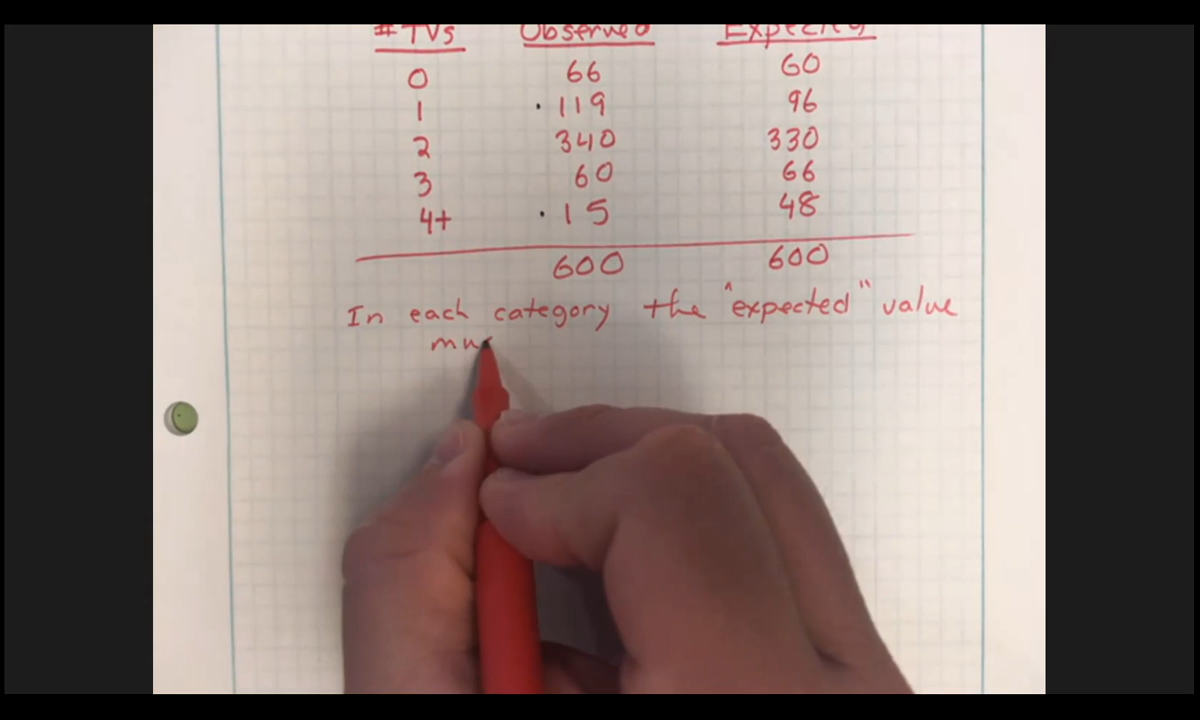 # TVs Observed Expected
0 66 60
1 · 119 96
2 340 330
3 60 66
4+ · 15 48
600 600
In each category the "expected" value
mus